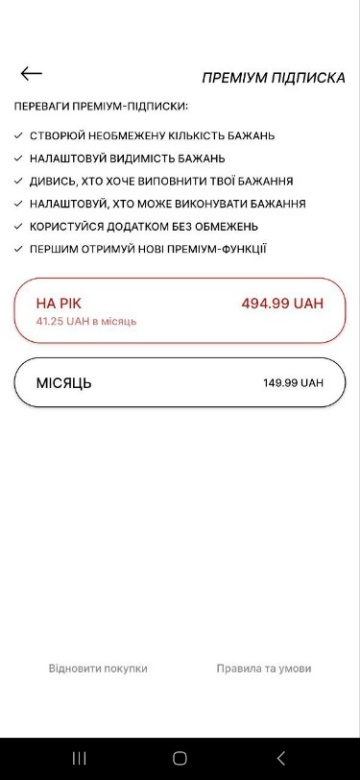 ПРЕМІУМ ПІДПИСКА
ПЕРЕВАГИ ПРЕМІУМ-ПІДПИСКИ:
СТВОРЮЙ НЕОБМЕЖЕНУ КІЛЬКІСТЬ БАЖАНЬ
НАЛАШТОВУЙ ВИДИМІСТЬ БАЖАНЬ
ДИВИСЬ, ХТО ХОЧЕ ВИПОВНИТИ ТВОЇ БАЖАННЯ
НАЛАШТОВУЙ, ХТО МОЖЕ ВИКОНУВАТИ БАЖАННЯ
КОРИСТУЙСЯ ДОДАТКОМ БЕЗ ОБМЕЖЕНЬ
ПЕРШИМ ОТРИМУЙ НОВІ ПРЕМІУМ-ФУНКЦІЇ
НА РІК 494.99 UAH
41.25 UAH в місяць
МІСЯЦЬ 149.99 UAH
Відновити покупки Правила та умови